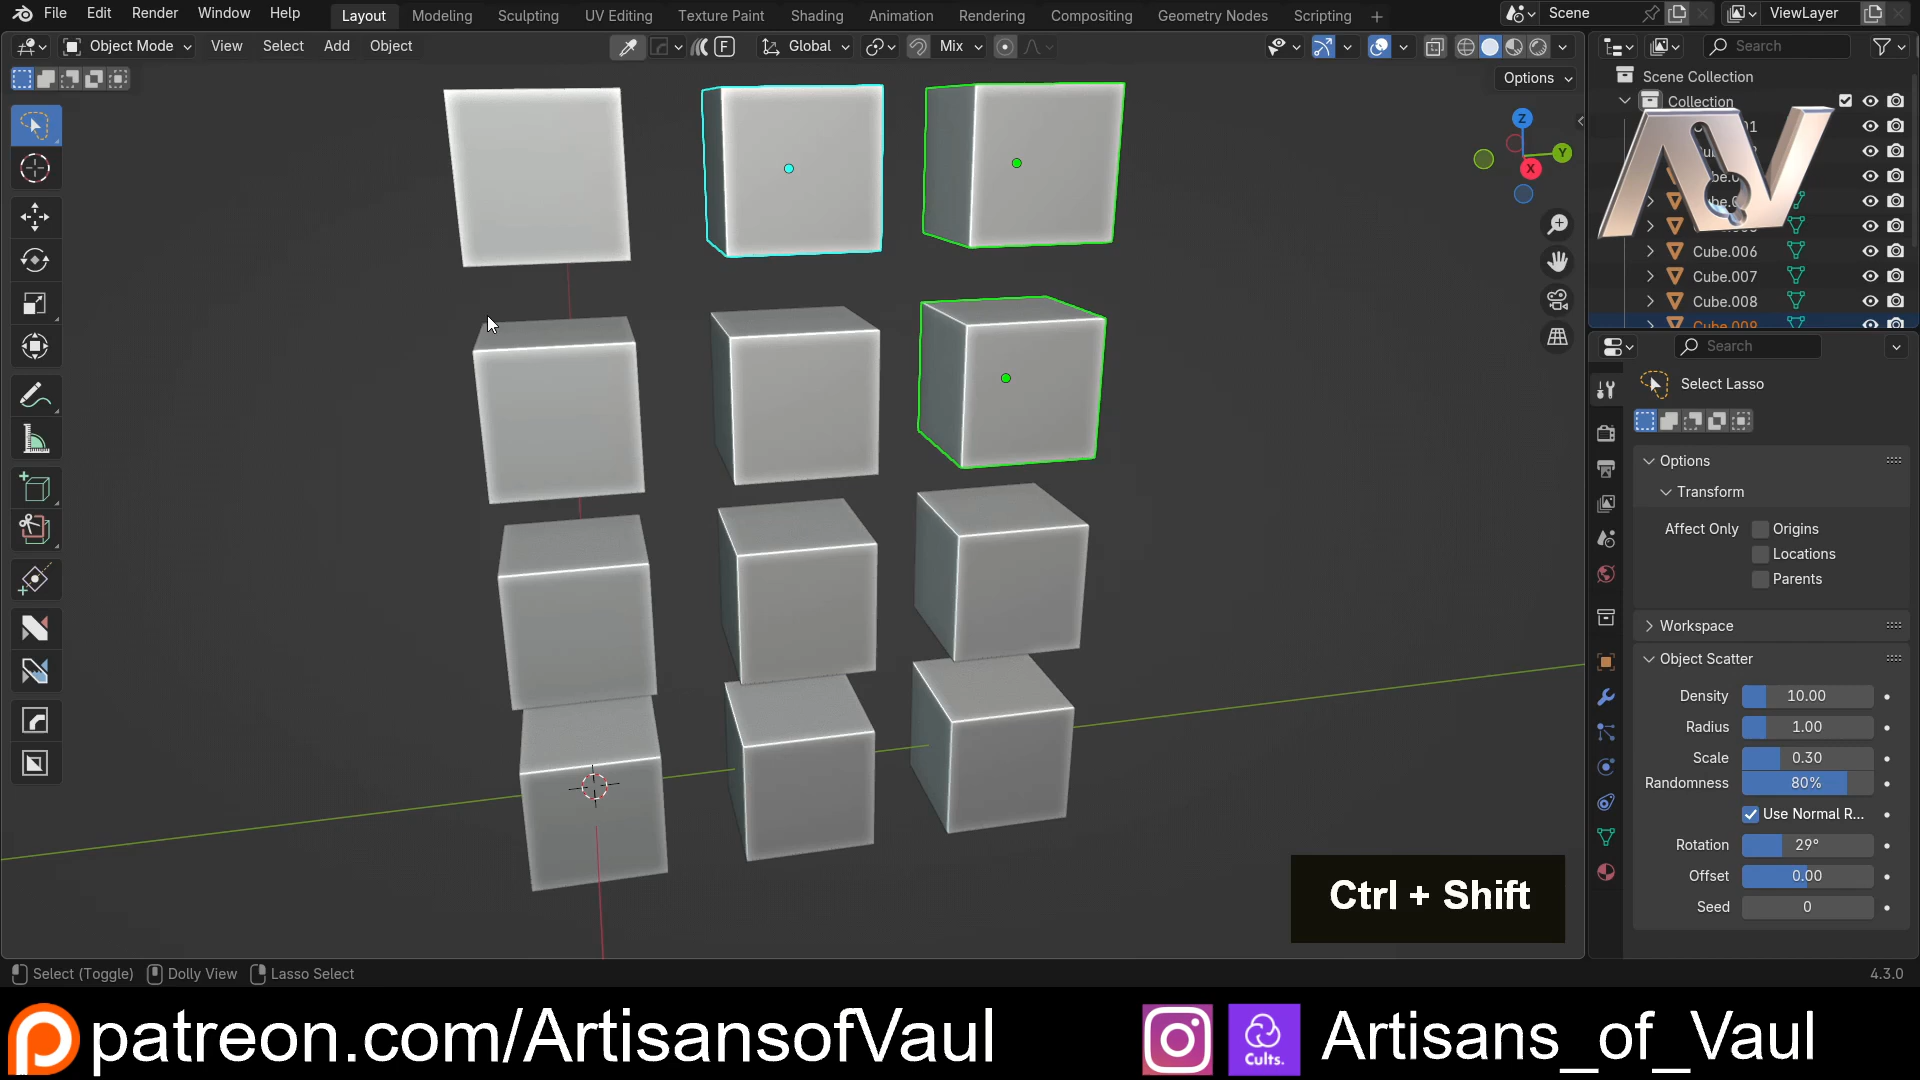 File Edit Render Window Help Layout Modeling Sculpting UV Editing Texture Paint Shading Animation Rendering Compositing Geometry Nodes Scripting + Scene ViewLayer
Object Mode View Select Add Object Global Mix Search
Options
Scene Collection
Collection
Cube.006
Cube.007
Cube.008
Cube.009
Z
Y
X
Search
Select Lasso
Options
Transform
Affect Only Origins
Locations
Parents
Workspace
Object Scatter
Density 10.00
Radius 1.00
Scale 0.30
Randomness 80%
Use Normal R...
Rotation 29°
Offset 0.00
Seed 0
Ctrl + Shift
Select (Toggle) Dolly View Lasso Select 4.3.0
patreon.com/ArtisansofVaul
Cults.
Artisans_of_Vaul